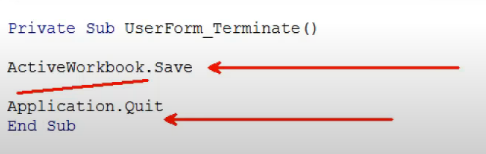 Private Sub UserForm_Terminate()
ActiveWorkbook.Save
Application.Quit
End Sub